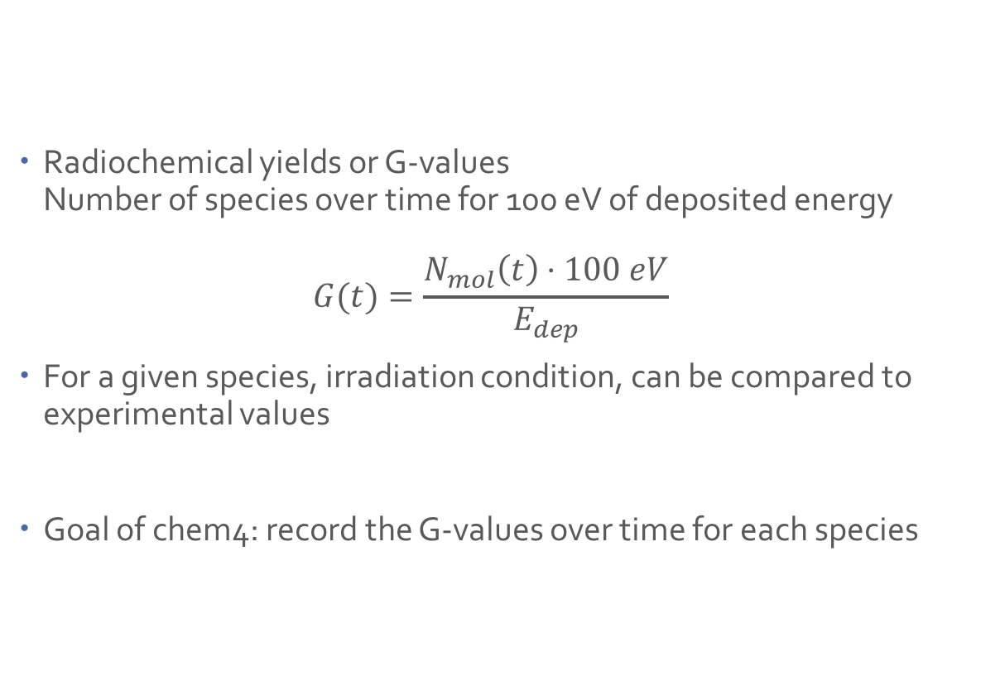 • Radiochemical yields or G-values
Number of species over time for 100 eV of deposited energy
G(t) = \frac{N_{mol}(t) \cdot 100 \ eV}{E_{dep}}
• For a given species, irradiation condition, can be compared to
experimental values
• Goal of chem4: record the G-values over time for each species